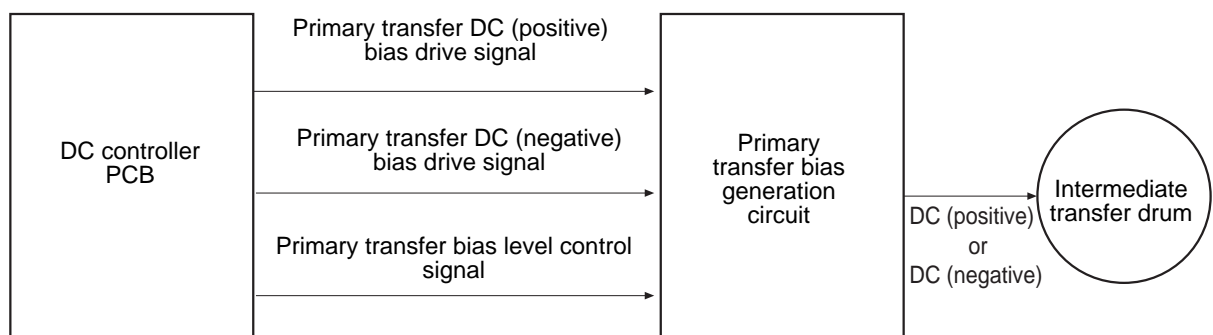 DC controller
PCB
Primary transfer DC (positive)
bias drive signal
Primary transfer DC (negative)
bias drive signal
Primary transfer bias level control
signal
Primary
transfer bias
generation
circuit
DC (positive)
or
DC (negative)
Intermediate
transfer drum